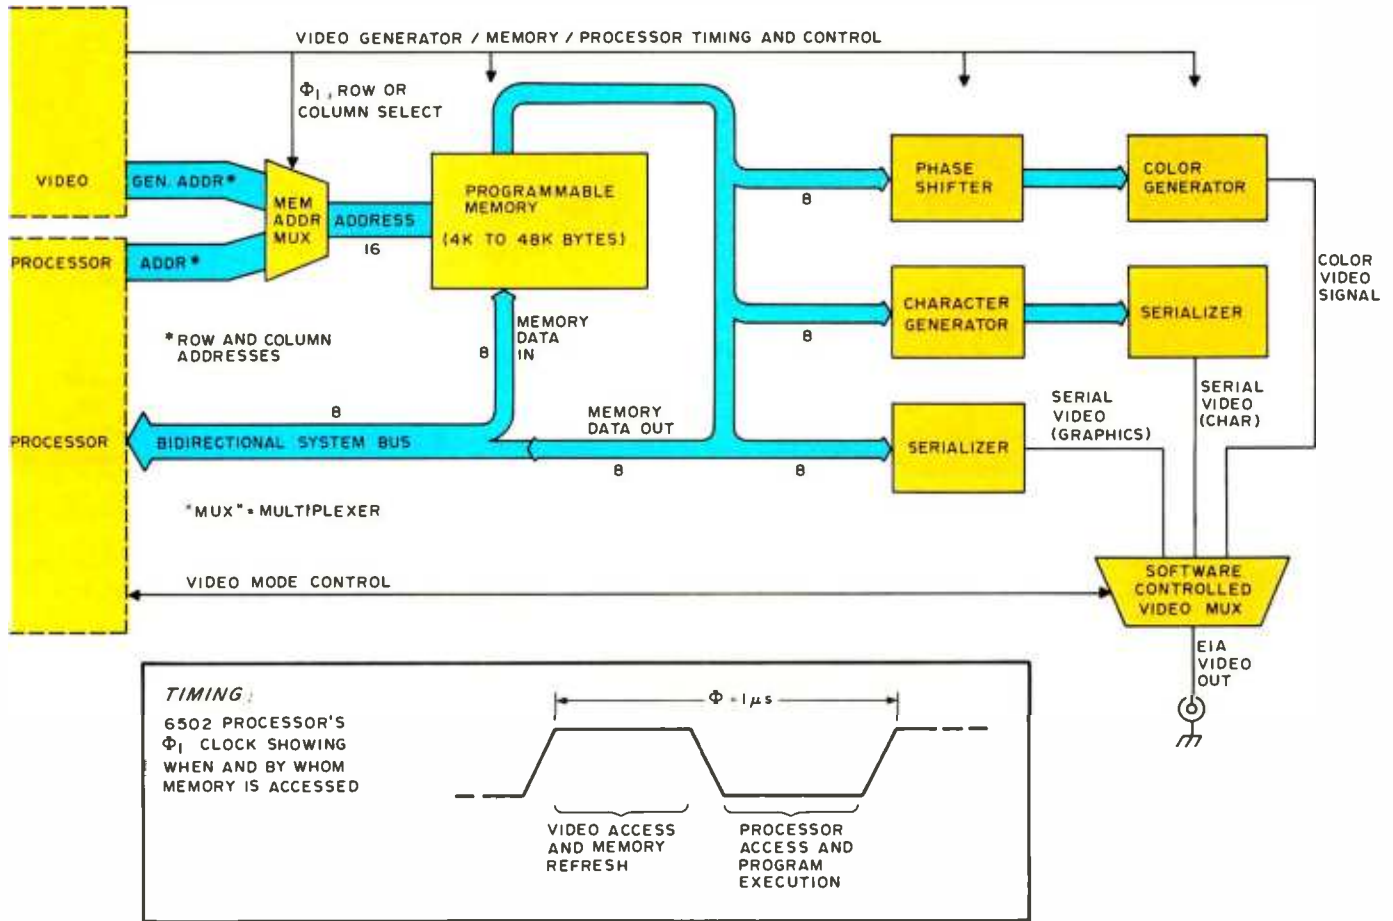 VIDEO GENERATOR / MEMORY / PROCESSOR TIMING AND CONTROL
Φ1, ROW OR
COLUMN SELECT
VIDEO
GEN. ADDR*
MEM
ADDR
MUX
ADDRESS
16
PROGRAMMABLE
MEMORY
(4K TO 48K BYTES)
PROCESSOR
ADDR*
8
PHASE
SHIFTER
COLOR
GENERATOR
COLOR
VIDEO
SIGNAL
8
CHARACTER
GENERATOR
SERIALIZER
*ROW AND COLUMN
ADDRESSES
8
MEMORY
DATA
IN
8
PROCESSOR
BIDIRECTIONAL SYSTEM BUS
MEMORY
DATA OUT
8
8
SERIALIZER
SERIAL
VIDEO
(GRAPHICS)
SERIAL
VIDEO
(CHAR)
"MUX" = MULTIPLEXER
VIDEO MODE CONTROL
SOFTWARE
CONTROLLED
VIDEO MUX
EIA
VIDEO
OUT
TIMING:
6502 PROCESSOR'S
Φ1 CLOCK SHOWING
WHEN AND BY WHOM
MEMORY IS ACCESSED
Φ - 1μs
VIDEO ACCESS
AND MEMORY
REFRESH
PROCESSOR
ACCESS AND
PROGRAM
EXECUTION